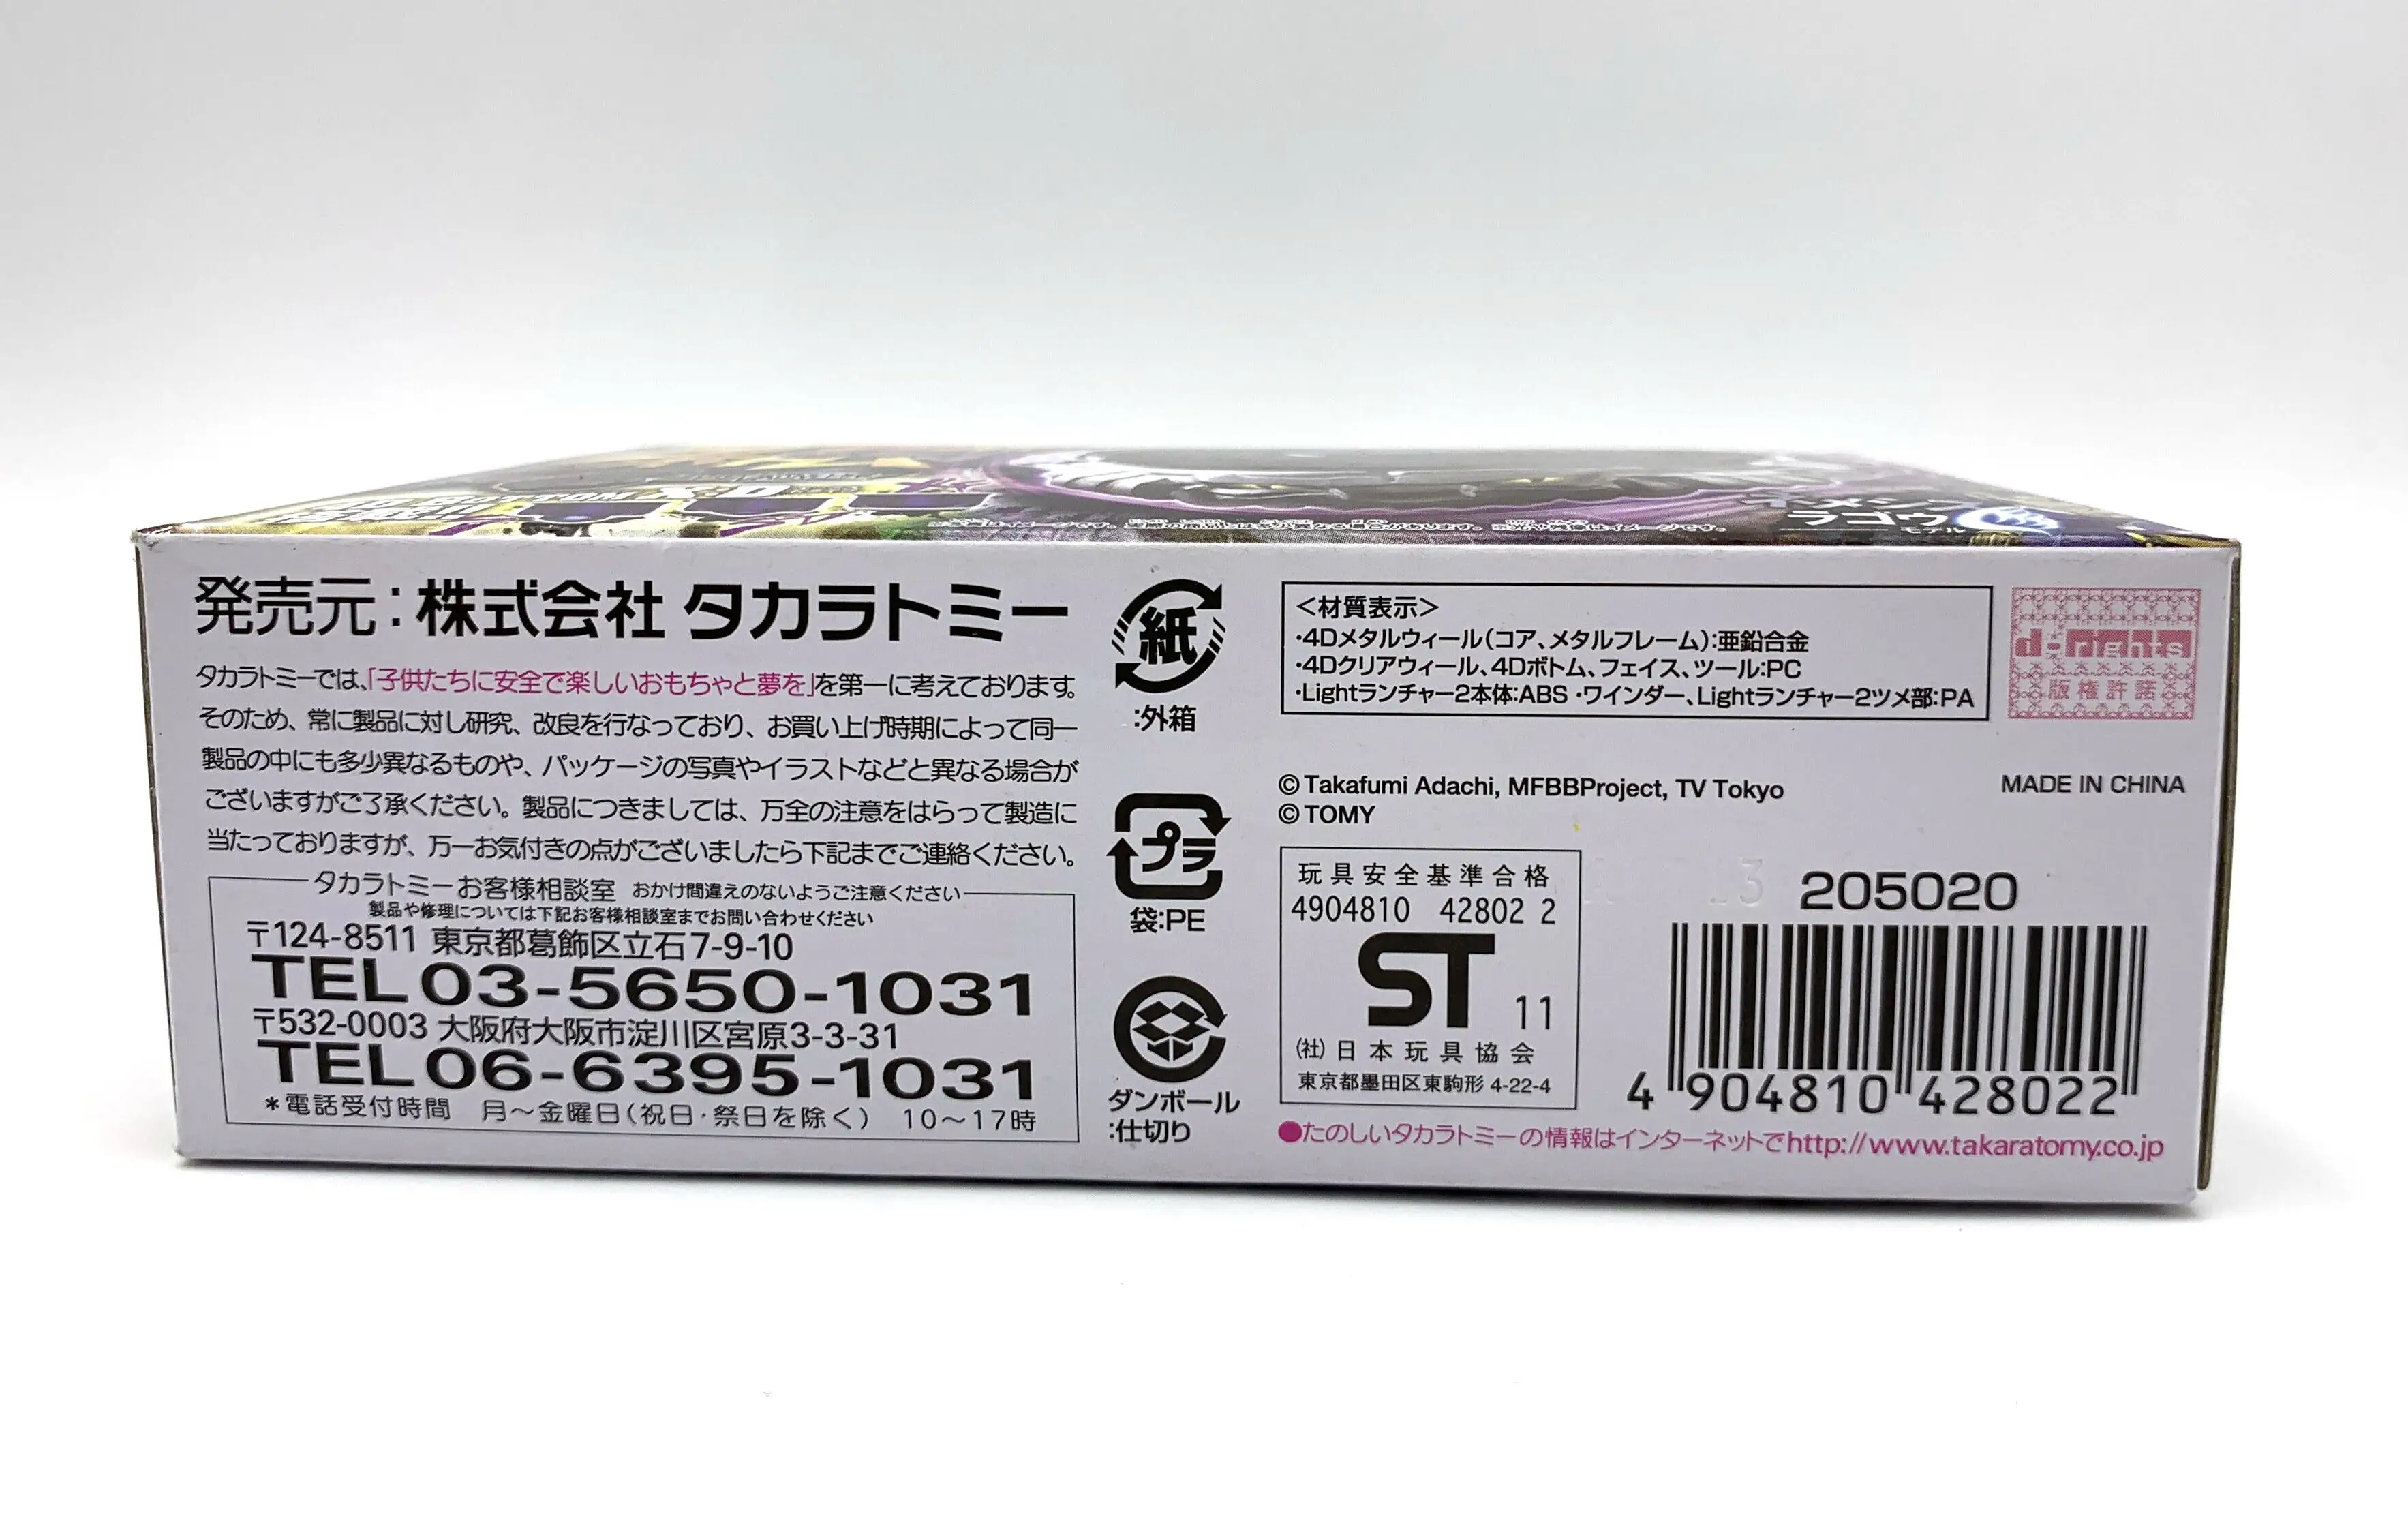 ラゴウ
モデル
発売元:株式会社 タカラトミー
タカラトミーでは、「子供たちに安全で楽しいおもちゃと夢を」を第一に考えております。
そのため、常に製品に対し研究、改良を行なっており、お買い上げ時期によって同一
製品の中にも多少異なるものや、パッケージの写真やイラストなどと異なる場合が
ございますがご了承ください。製品につきましては、万全の注意をはらって製造に
当たっておりますが、万一お気付きの点がございましたら下記までご連絡ください。
タカラトミーお客様相談室 おかけ間違えのないようご注意ください
製品や修理については下記お客様相談室までお問い合わせください
〒124-8511 東京都葛飾区立石7-9-10
TEL 03-5650-1031
〒532-0003 大阪府大阪市淀川区宮原3-3-31
TEL 06-6395-1031
*電話受付時間 月〜金曜日(祝日・祭日を除く) 10〜17時
紙
:外箱
プラ
袋:PE
ダンボール
:仕切り
<材質表示>
・4Dメタルウィール(コア、メタルフレーム):亜鉛合金
・4Dクリアウィール、4Dボトム、フェイス、ツール:PC
・Lightランチャー2本体:ABS ・ワインダー、Lightランチャー2ツメ部:PA
d-rights
版権許諾
© Takafumi Adachi, MFBBProject, TV Tokyo
© TOMY
MADE IN CHINA
玩具安全基準合格
4904810 42802 2
ST 11
(社)日本玩具協会
東京都墨田区東駒形 4-22-4
205020
4 904810 428022
●たのしいタカラトミーの情報はインターネットでhttp://www.takaratomy.co.jp